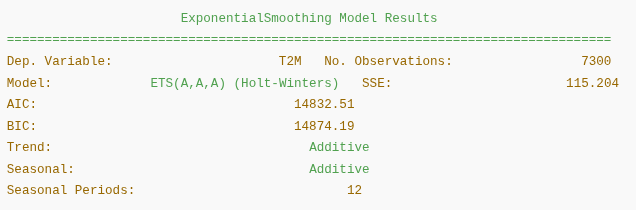 ExponentialSmoothing Model Results
================================================================================
Dep. Variable: T2M No. Observations: 7300
Model: ETS(A,A,A) (Holt-Winters) SSE: 115.204
AIC: 14832.51
BIC: 14874.19
Trend: Additive
Seasonal: Additive
Seasonal Periods: 12